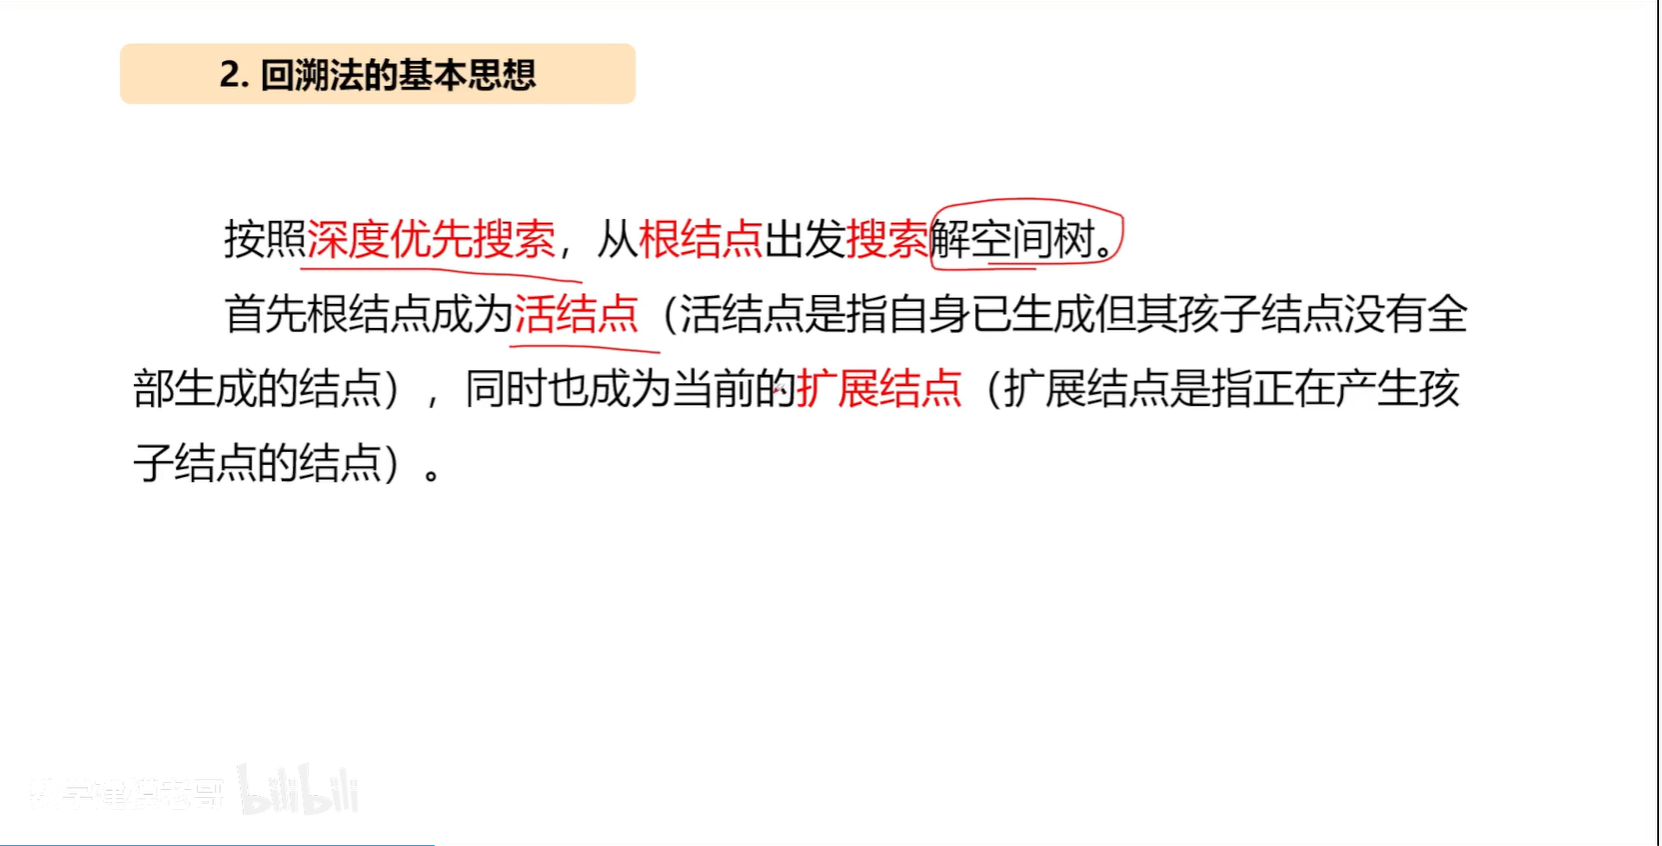 2. 回溯法的基本思想
按照深度优先搜索，从根结点出发搜索解空间树。
首先根结点成为活结点（活结点是指自身已生成但其孩子结点没有全
部生成的结点），同时也成为当前的扩展结点（扩展结点是指正在产生孩
子结点的结点）。
数学建模老哥 bilibili